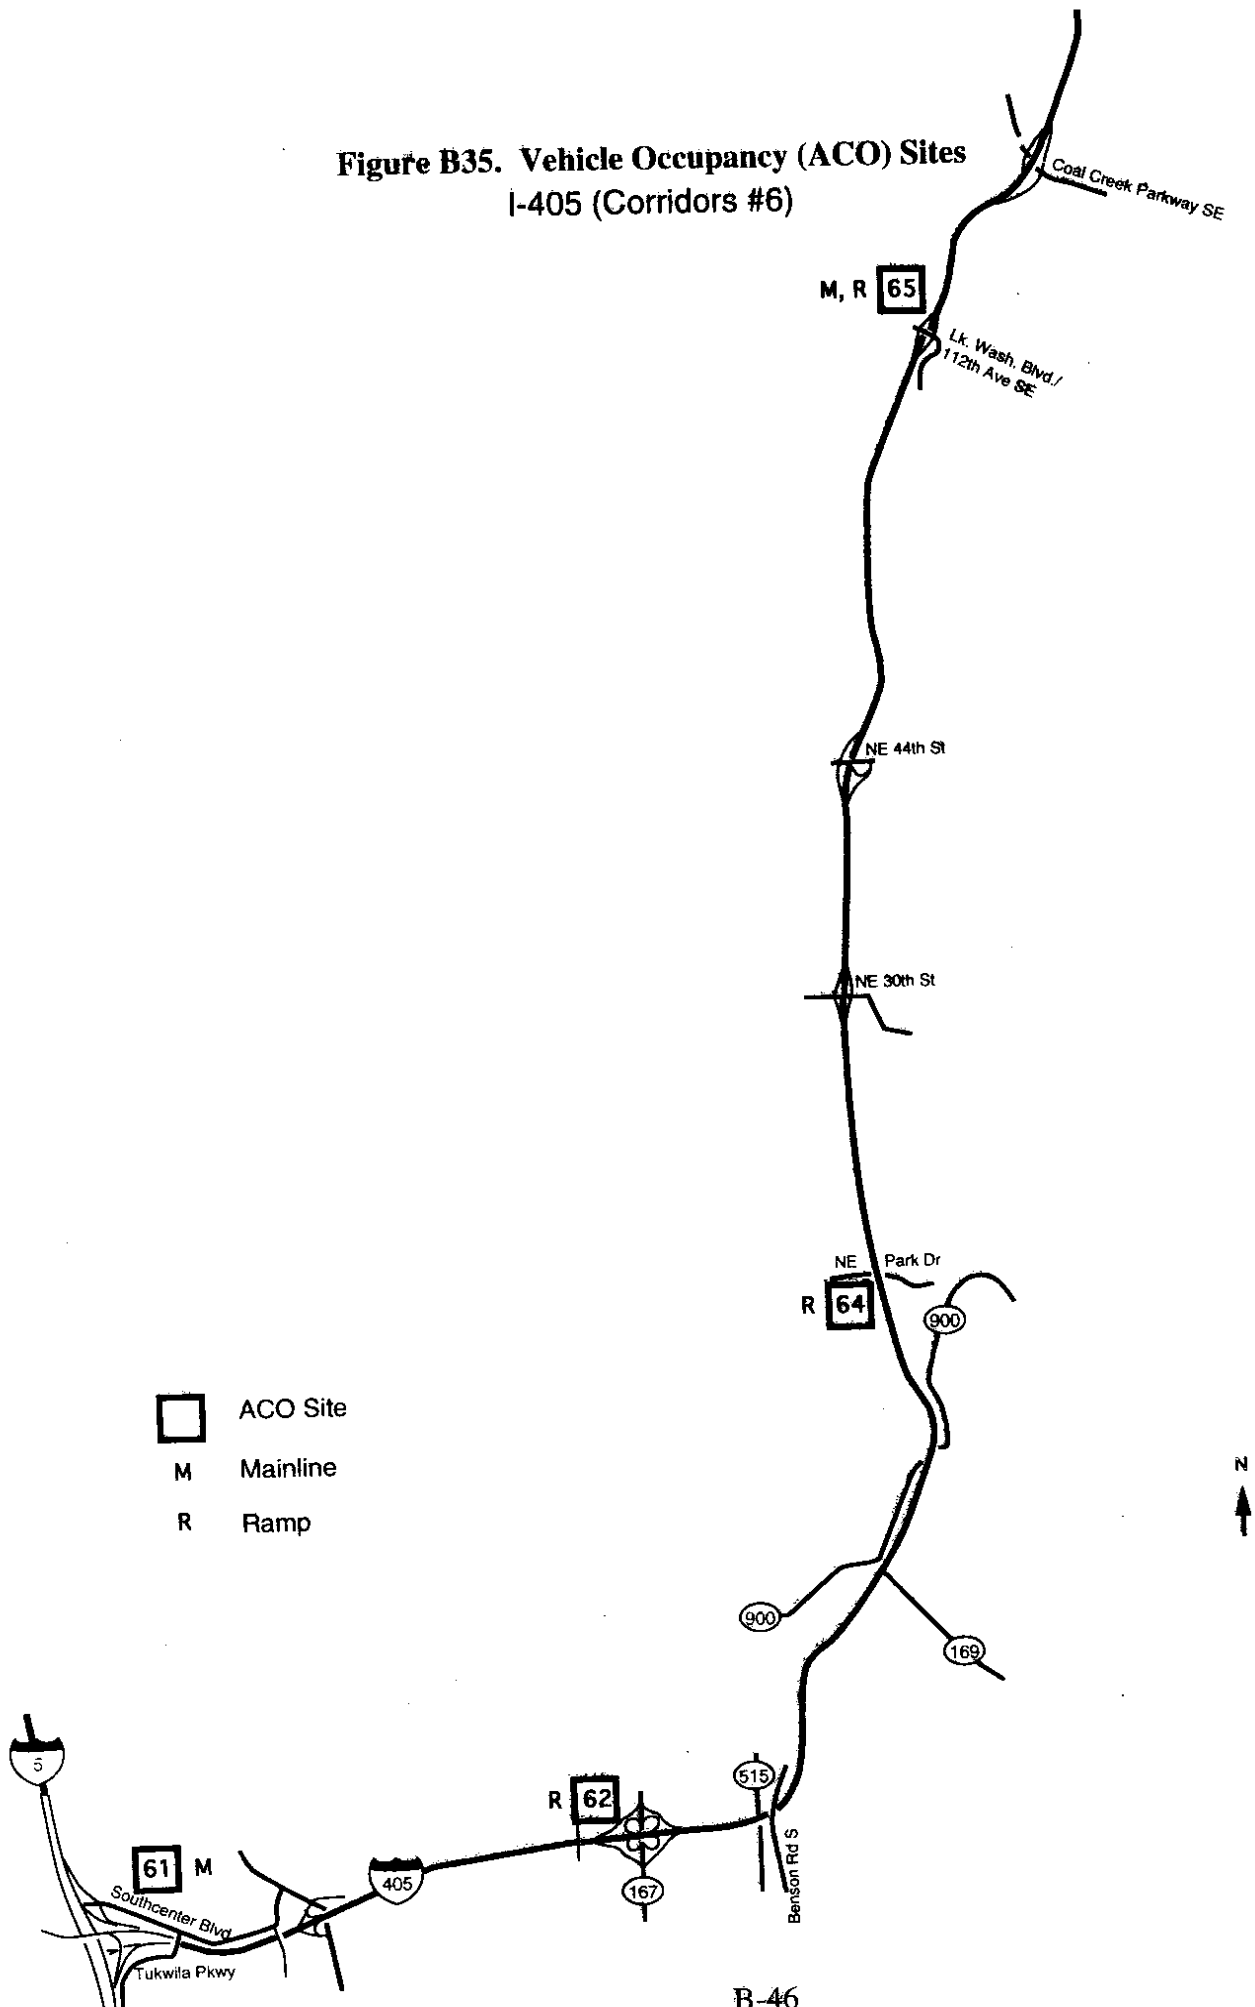 Figure B35. Vehicle Occupancy (ACO) Sites
I-405 (Corridors #6)
Coal Creek Parkway SE
M, R 65
Lk. Wash. Blvd./
112th Ave SE
NE 44th St
NE 30th St
NE Park Dr
R 64
900
ACO Site
M Mainline
R Ramp
N
900
169
5
515
R 62
61 M
405
167
Benson Rd S
Southcenter Blvd
Tukwila Pkwy
B-46